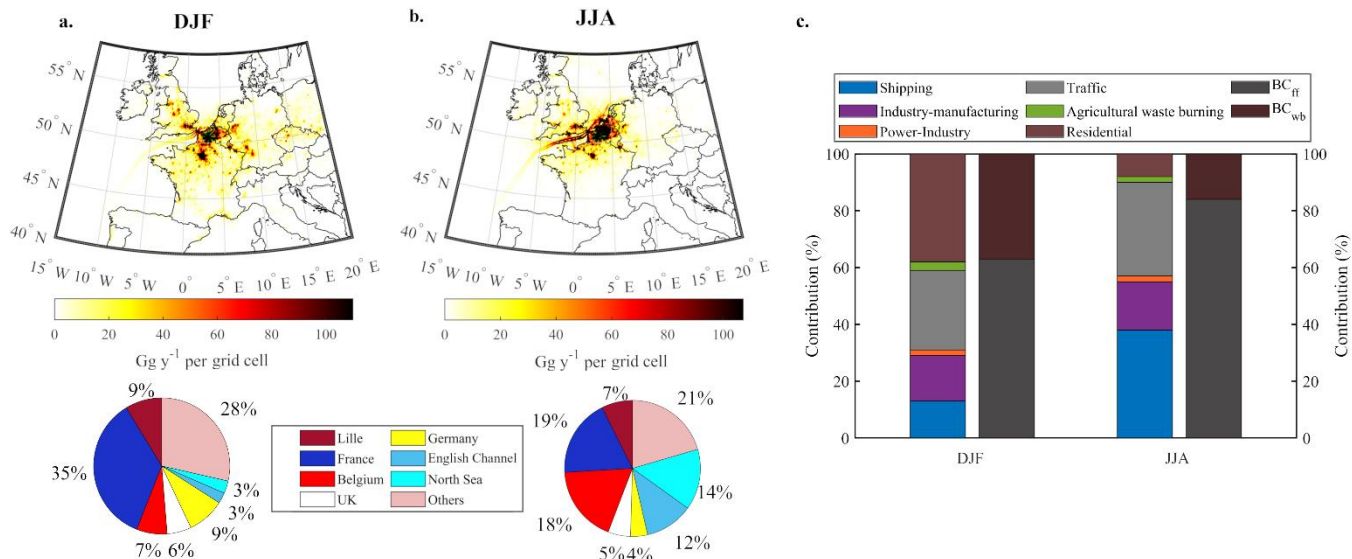 a.
DJF
55° N
50° N
45° N
40° N
15° W 10° W 5° W 0° 5° E 10° E 15° E 20° E
0 20 40 60 80 100
Gg y⁻¹ per grid cell
b.
JJA
55° N
50° N
45° N
40° N
15° W 10° W 5° W 0° 5° E 10° E 15° E 20° E
0 20 40 60 80 100
Gg y⁻¹ per grid cell
9%
28%
35%
3%
3%
9%
7% 6%
Lille Germany
France English Channel
Belgium North Sea
UK Others
7%
21%
19%
14%
18%
12%
5% 4%
c.
Shipping Traffic BCff
Industry-manufacturing Agricultural waste burning BCwb
Power-Industry Residential
100 100
80 80
60 60
40 40
20 20
0 0
Contribution (%)
Contribution (%)
DJF JJA